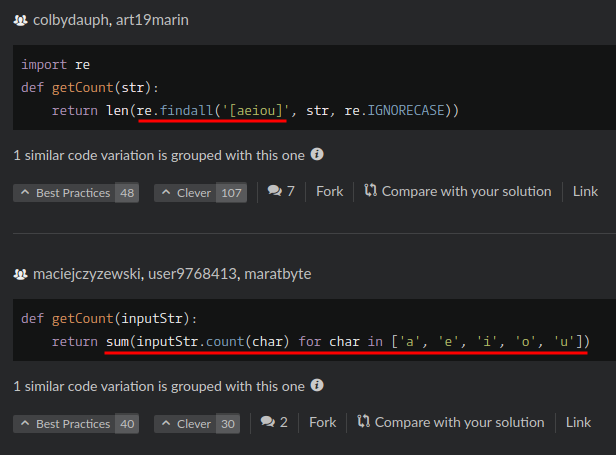 colbydauph, art19marin
import re
def getCount(str):
    return len(re.findall('[aeiou]', str, re.IGNORECASE))
1 similar code variation is grouped with this one
Best Practices 48 Clever 107 7 Fork Compare with your solution Link
maciejczyzewski, user9768413, maratbyte
def getCount(inputStr):
    return sum(inputStr.count(char) for char in ['a', 'e', 'i', 'o', 'u'])
1 similar code variation is grouped with this one
Best Practices 40 Clever 30 2 Fork Compare with your solution Link